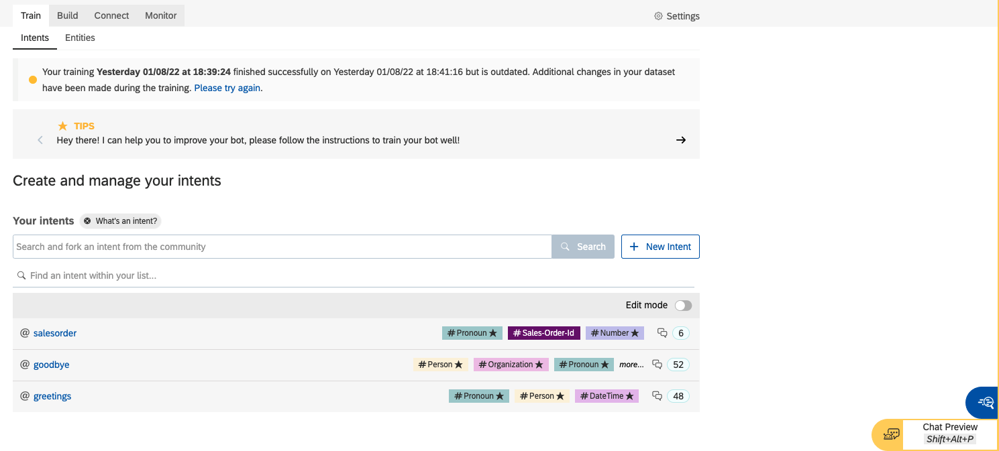 Train Build Connect Monitor Settings
Intents Entities
Your training Yesterday 01/08/22 at 18:39:24 finished successfully on Yesterday 01/08/22 at 18:41:16 but is outdated. Additional changes in your dataset
have been made during the training. Please try again.
TIPS
Hey there! I can help you to improve your bot, please follow the instructions to train your bot well!
Create and manage your intents
Your intents What's an intent?
Search and fork an intent from the community Search + New Intent
Find an intent within your list...
Edit mode
@ salesorder #Pronoun★ #Sales-Order-Id #Number★ 6
@ goodbye #Person★ #Organization★ #Pronoun★ more... 52
@ greetings #Pronoun★ #Person★ #DateTime★ 48
Chat Preview
Shift+Alt+P